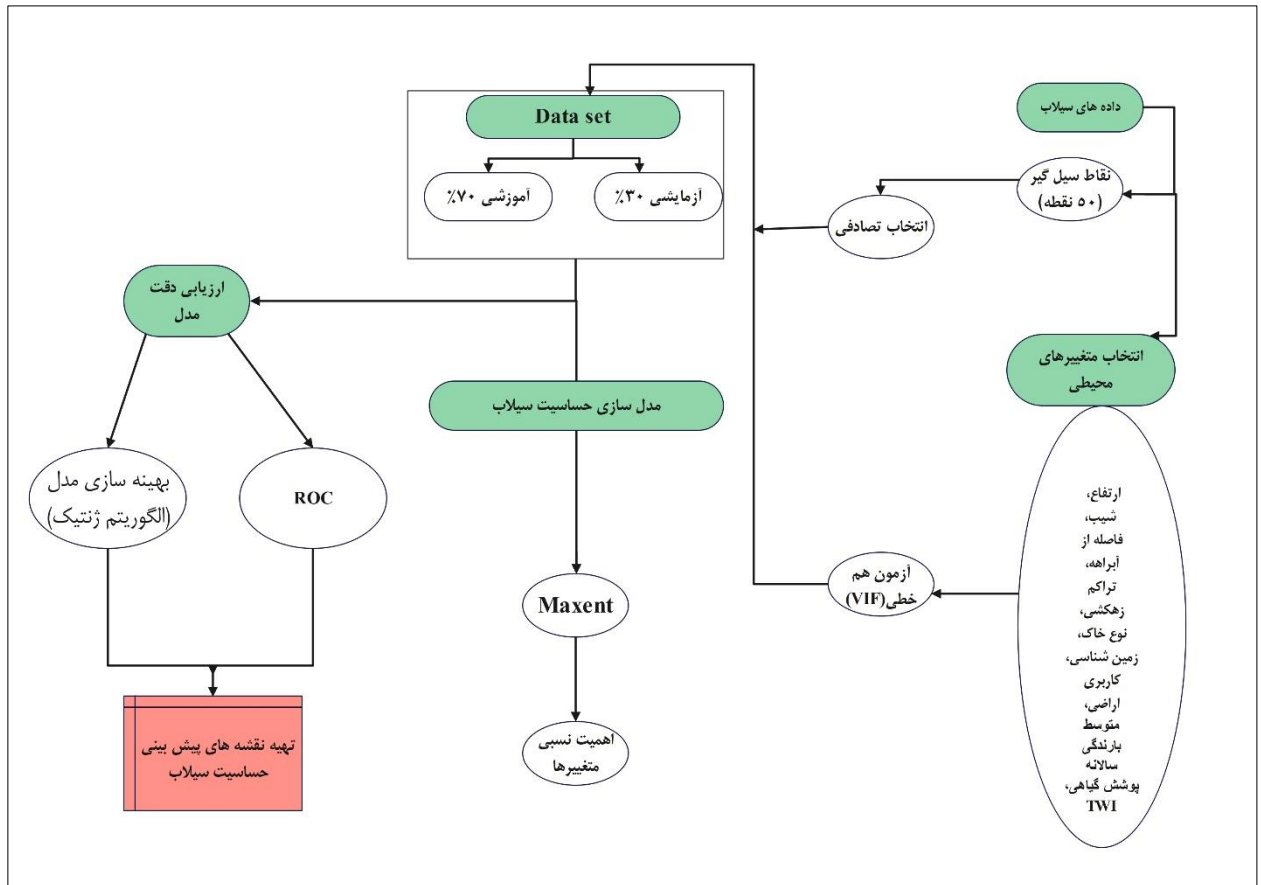 داده های سیلاب
نقاط سیل گیر
(۵۰ نقطه)
انتخاب تصادفی
Data set
آزمایشی ۳۰%
آموزشی ۷۰%
انتخاب متغییرهای
محیطی
ارتفاع،
شیب،
فاصله از
آبراهه،
تراکم
زهکشی،
نوع خاک،
زمین شناسی،
کاربری
اراضی،
متوسط
بارندگی
سالانه
پوشش گیاهی،
TWI
آزمون هم
خطی(VIF)
مدل سازی حساسیت سیلاب
Maxent
اهمیت نسبی
متغییرها
ارزیابی دقت
مدل
ROC
بهینه سازی مدل
(الگوریتم ژنتیک)
تهیه نقشه های پیش بینی
حساسیت سیلاب